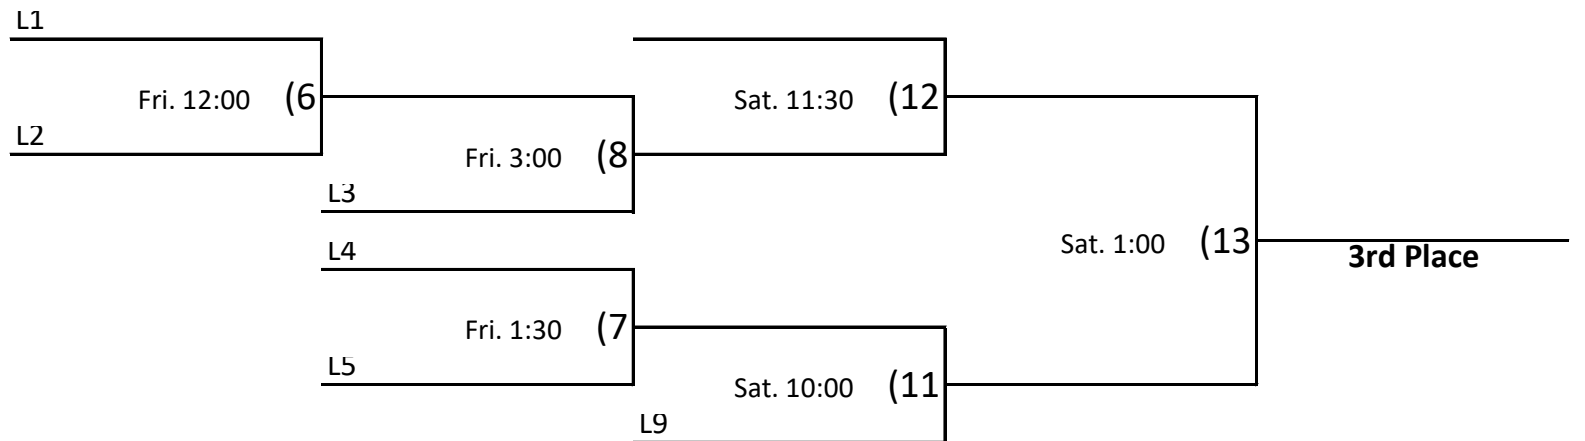 L1
Fri. 12:00 (6
Sat. 11:30 (12
L2
Fri. 3:00 (8
L3
L4
Sat. 1:00 (13
3rd Place
Fri. 1:30 (7
L5
Sat. 10:00 (11
L9